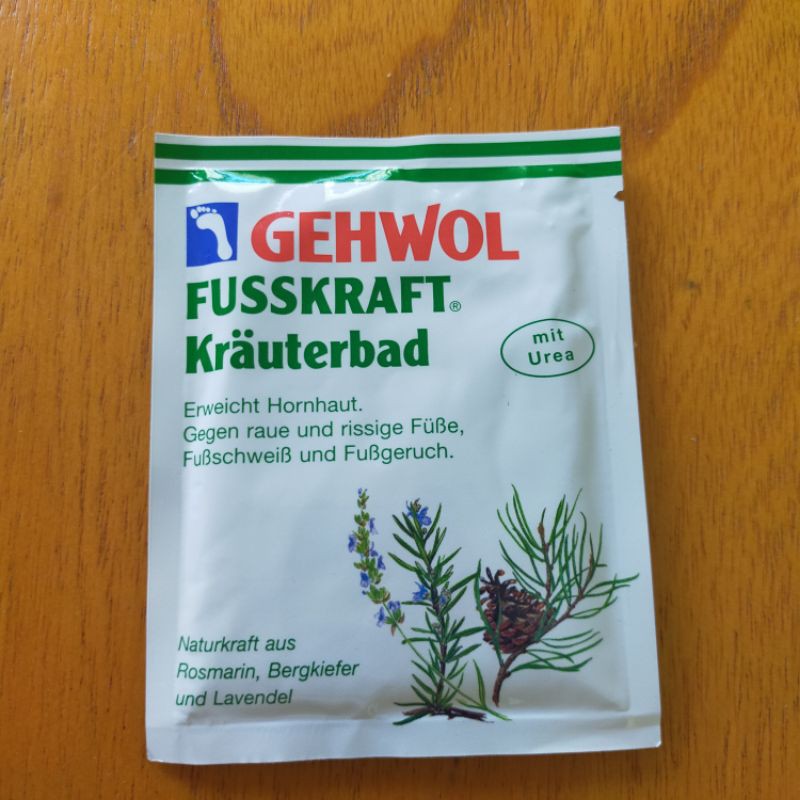 GEHWOL
FUSSKRAFT®
Kräuterbad
mit
Urea
Erweicht Hornhaut.
Gegen raue und rissige Füße,
Fußschweiß und Fußgeruch.
Naturkraft aus
Rosmarin, Bergkiefer
und Lavendel